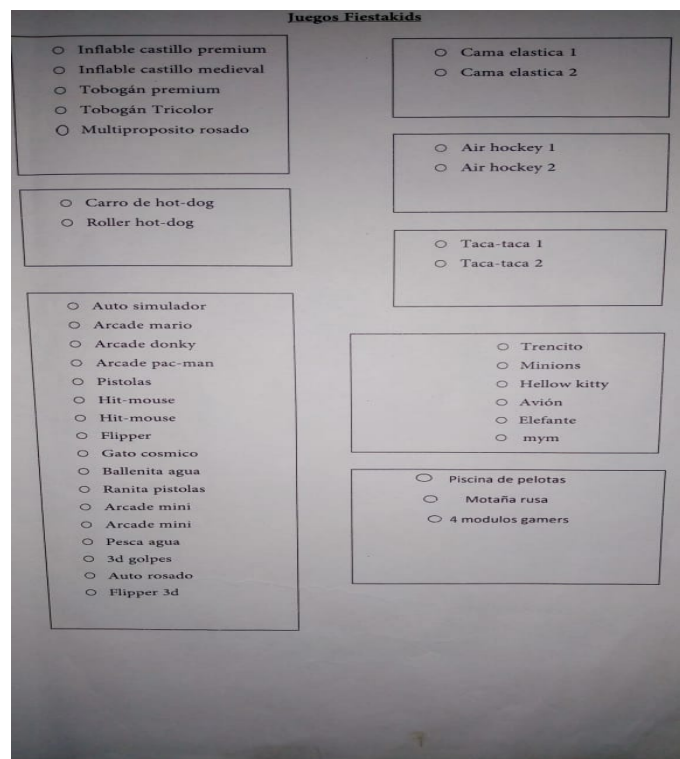 Juegos Fiestakids
Inflable castillo premium
Inflable castillo medieval
Tobogán premium
Tobogán Tricolor
Multiproposito rosado
Carro de hot-dog
Roller hot-dog
Auto simulador
Arcade mario
Arcade donky
Arcade pac-man
Pistolas
Hit-mouse
Hit-mouse
Flipper
Gato cosmico
Ballenita agua
Ranita pistolas
Arcade mini
Arcade mini
Pesca agua
3d golpes
Auto rosado
Flipper 3d
Cama elastica 1
Cama elastica 2
Air hockey 1
Air hockey 2
Taca-taca 1
Taca-taca 2
Trencito
Minions
Hellow kitty
Avión
Elefante
mym
Piscina de pelotas
Motaña rusa
4 modulos gamers